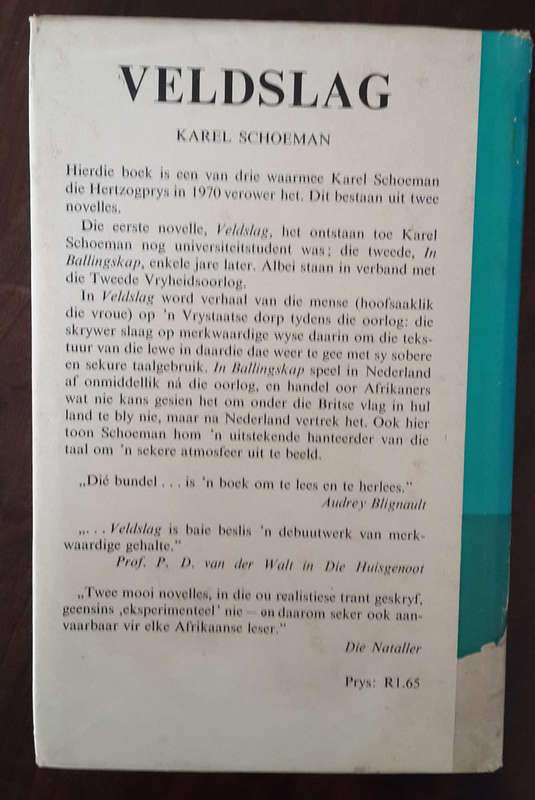 VELDSLAG
KAREL SCHOEMAN
Hierdie boek is een van drie waarmee Karel Schoeman
die Hertzogprys in 1970 verower het. Dit bestaan uit twee
novelles.
Die eerste novelle, Veldslag, het ontstaan toe Karel
Schoeman nog universiteitstudent was; die tweede, In
Ballingskap, enkele jare later. Albei staan in verband met
die Tweede Vryheidsoorlog.
In Veldslag word verhaal van die mense (hoofsaaklik
die vroue) op 'n Vrystaatse dorp tydens die oorlog: die
skrywer slaag op merkwaardige wyse daarin om die teks-
tuur van die lewe in daardie dae weer te gee met sy sobere
en sekure taalgebruik. In Ballingskap speel in Nederland
af onmiddellik ná die oorlog, en handel oor Afrikaners
wat nie kans gesien het om onder die Britse vlag in hul
land te bly nie, maar na Nederland vertrek het. Ook hier
toon Schoeman hom 'n uitstekende hanteerder van die
taal om 'n sekere atmosfeer uit te beeld.
„Dié bundel . . . is 'n boek om te lees en te herlees.”
Audrey Blignault
„. . . Veldslag is baie beslis 'n debuutwerk van merk-
waardige gehalte.”
Prof. P. D. van der Walt in Die Huisgenoot
„Twee mooi novelles, in die ou realistiese trant geskryf,
geensins ‚eksperimenteel’ nie – en daarom seker ook aan-
vaarbaar vir elke Afrikaanse leser.”
Die Nataller
Prys: R1.65